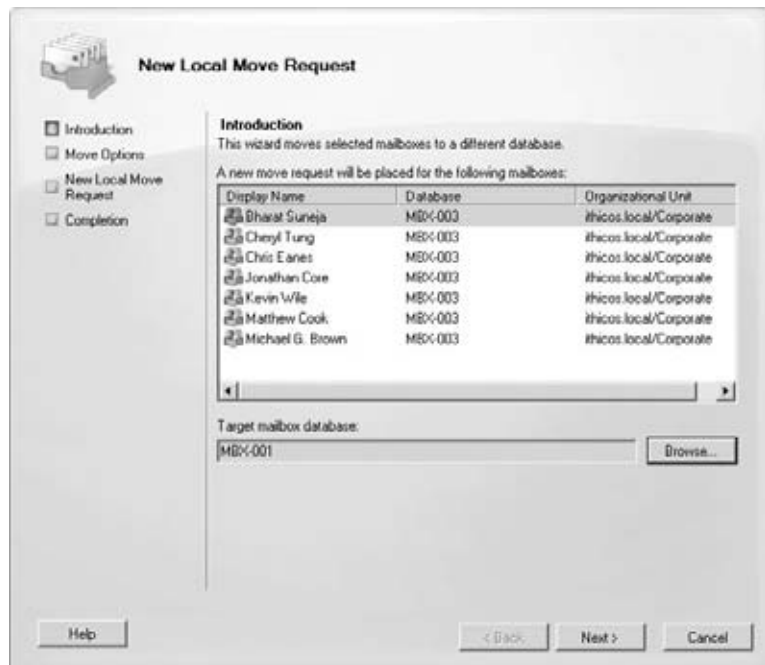 New Local Move Request
Introduction
Move Options
New Local Move
Request
Completion
Introduction
This wizard moves selected mailboxes to a different database.
A new move request will be placed for the following mailboxes:
Display Name Database Organizational Unit
Bharat Suneja MBX-003 ithicos.local/Corporate
Cheryl Tung MBX-003 ithicos.local/Corporate
Chris Eanes MBX-003 ithicos.local/Corporate
Jonathan Core MBX-003 ithicos.local/Corporate
Kevin Wile MBX-003 ithicos.local/Corporate
Matthew Cook MBX-003 ithicos.local/Corporate
Michael G. Brown MBX-003 ithicos.local/Corporate
Target mailbox database:
MBX-001 Browse...
Help < Back Next > Cancel